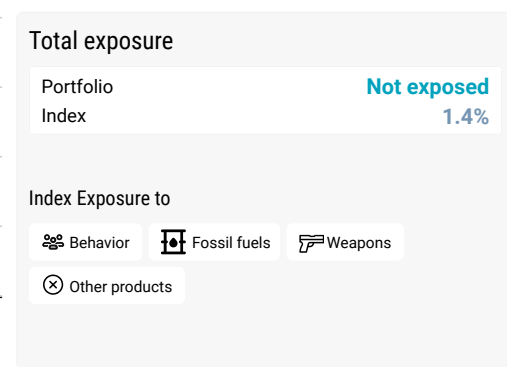 Total exposure
Portfolio Not exposed
Index 1.4%
Index Exposure to
Behavior Fossil fuels Weapons
Other products